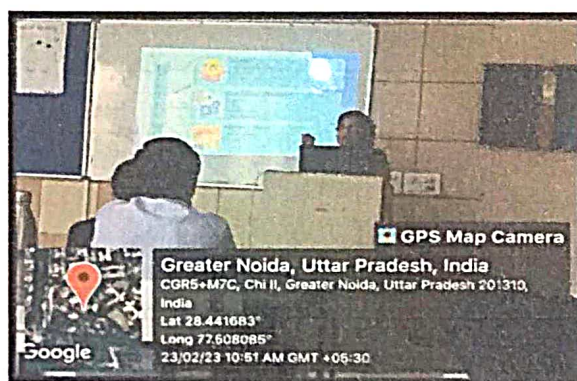 GPS Map Camera
Greater Noida, Uttar Pradesh, India
CGR5+M7C, Chi II, Greater Noida, Uttar Pradesh 201310,
India
Lat 28.441683°
Long 77.508085°
23/02/23 10:51 AM GMT +05:30
Google